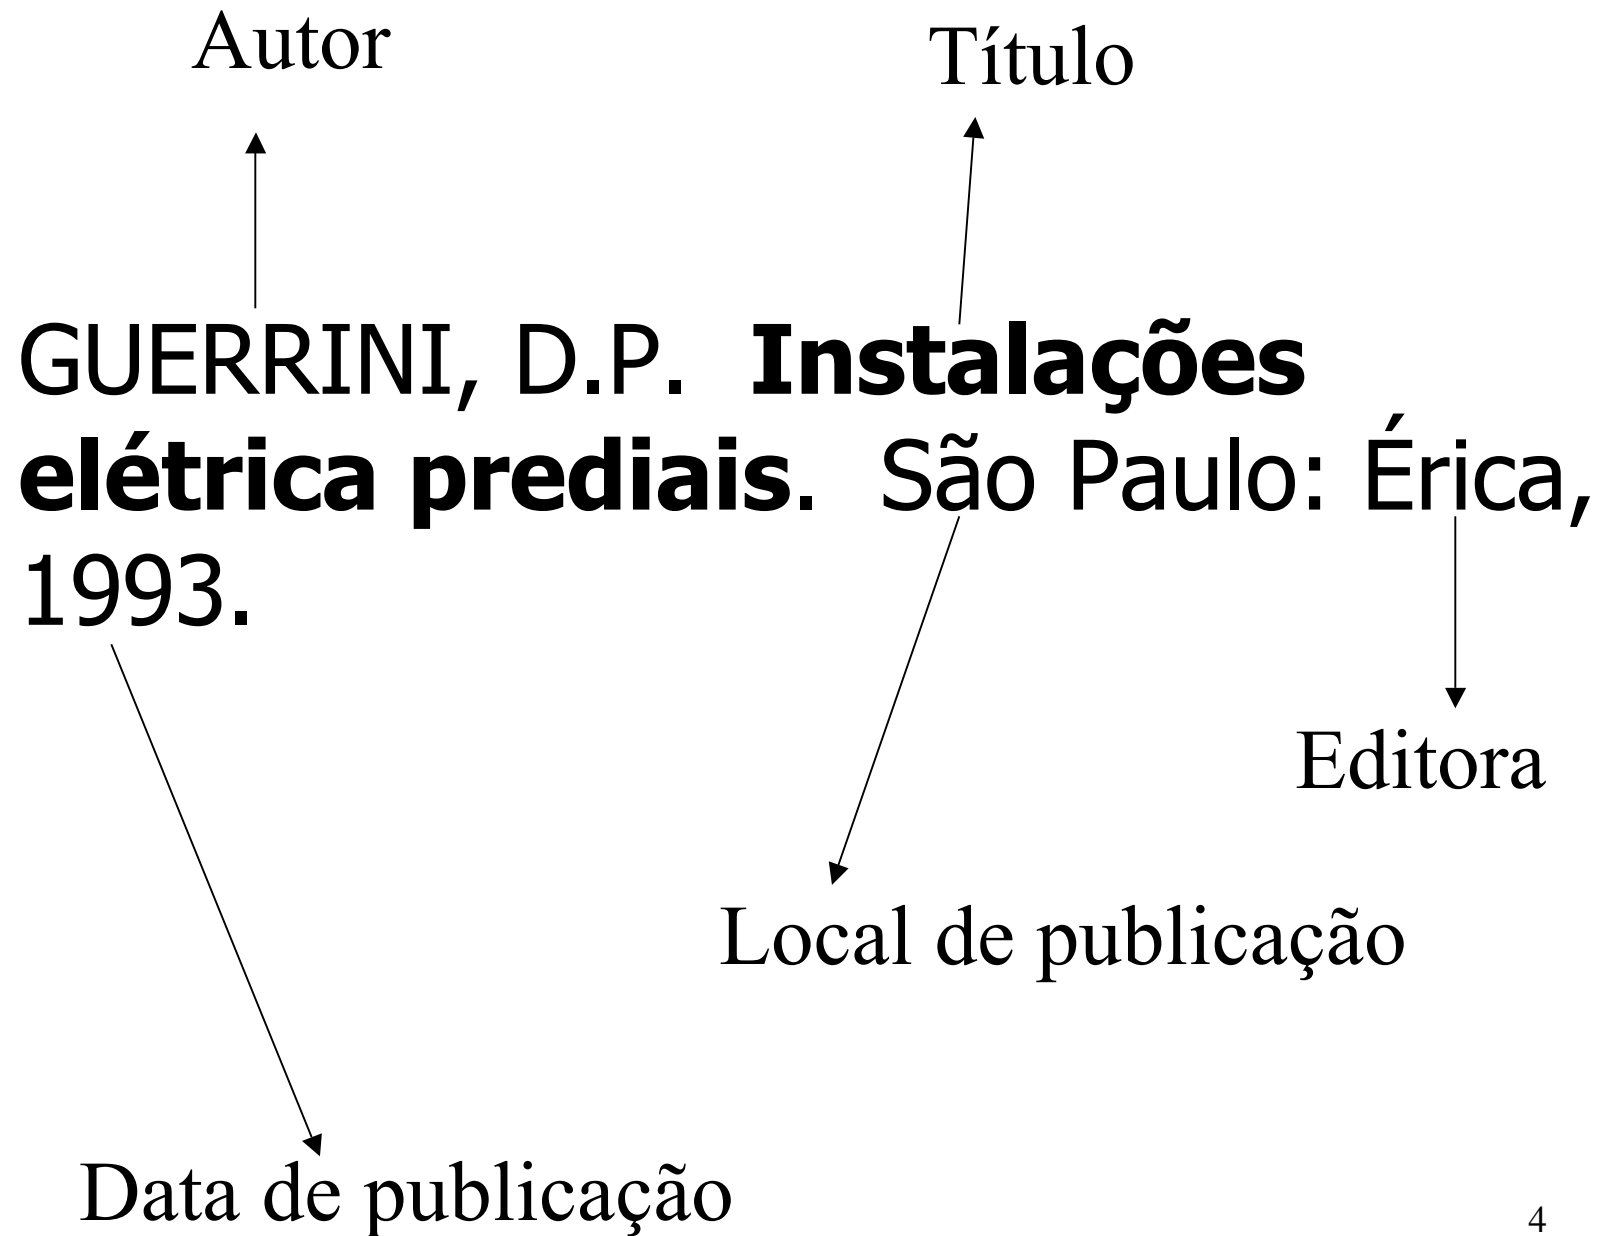 Autor
Título
GUERRINI, D.P. Instalações
elétrica prediais. São Paulo: Érica,
1993.
Editora
Local de publicação
Data de publicação
4